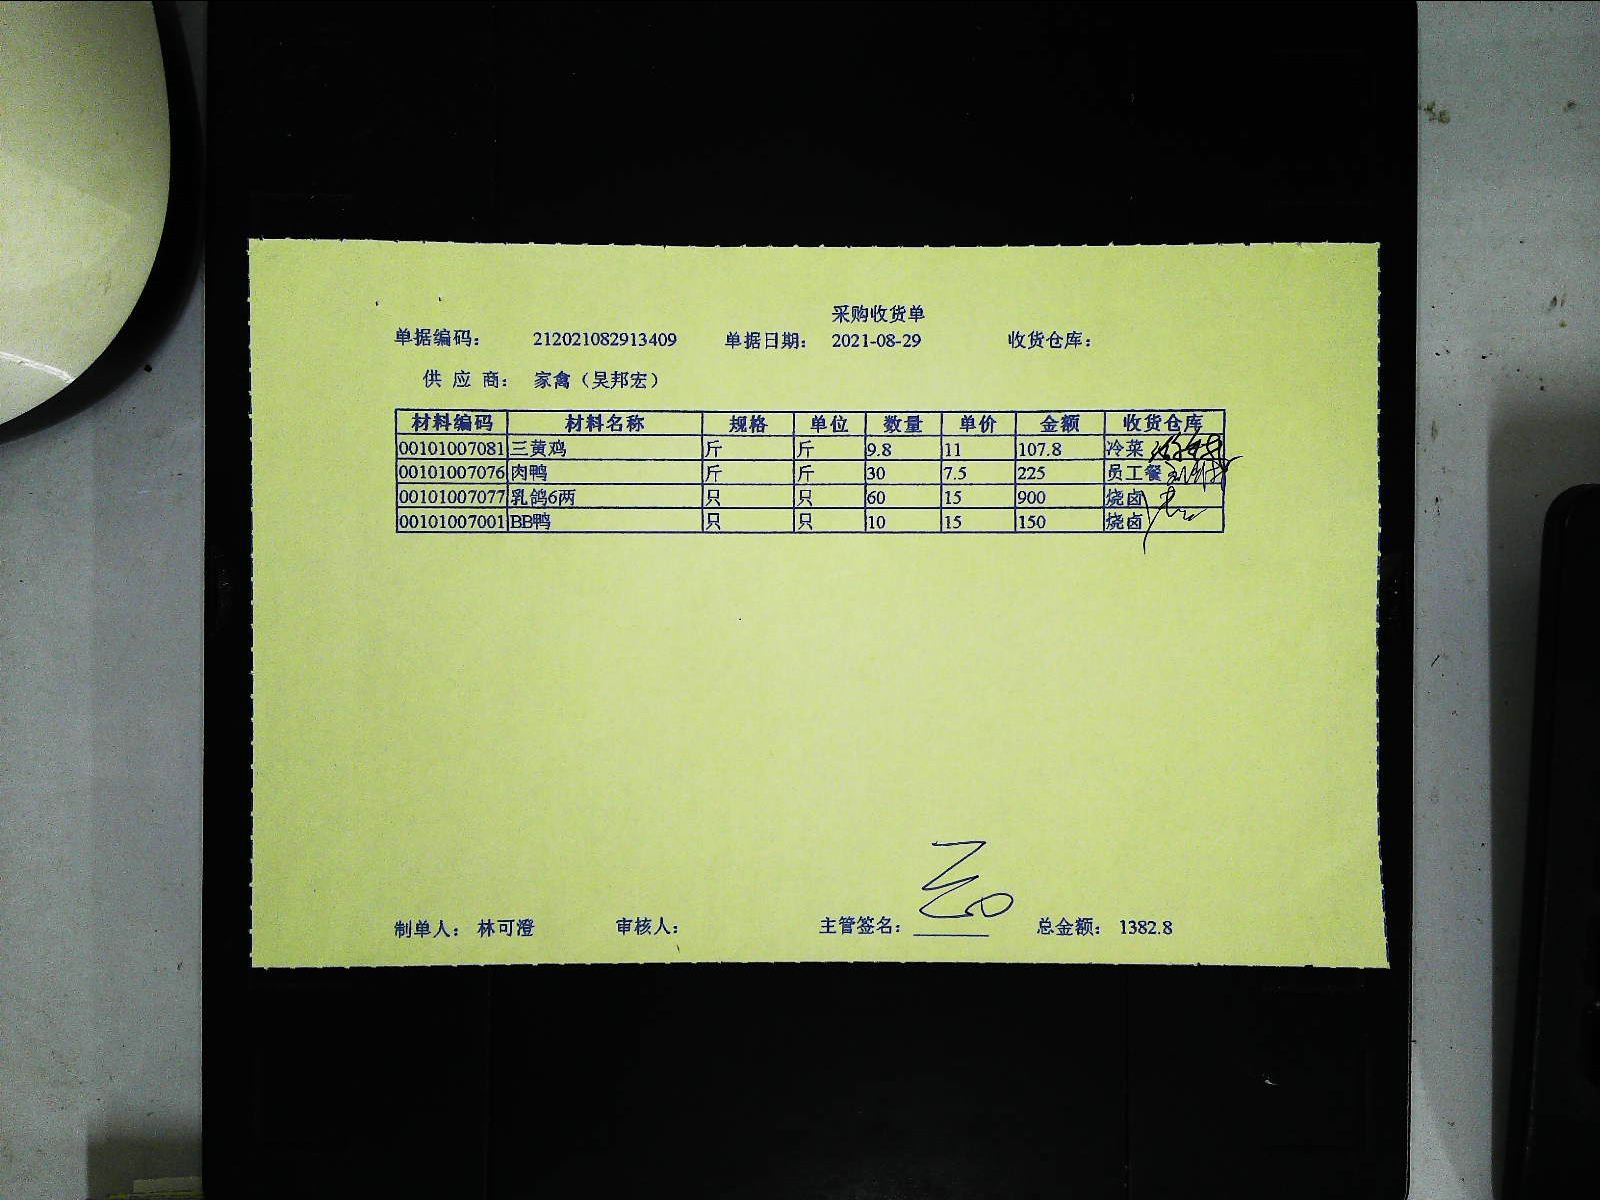 采购收货单
单据编码： 212021082913409 单据日期： 2021-08-29 收货仓库：
供 应 商： 家禽（吴邦宏）
材料编码 材料名称 规格 单位 数量 单价 金额 收货仓库
00101007081 三黄鸡 斤 斤 9.8 11 107.8 冷菜
00101007076 肉鸭 斤 斤 30 7.5 225 员工餐
00101007077 乳鸽6两 只 只 60 15 900 烧卤
00101007001 BB鸭 只 只 10 15 150 烧卤
制单人： 林可澄 审核人： 主管签名： 总金额： 1382.8